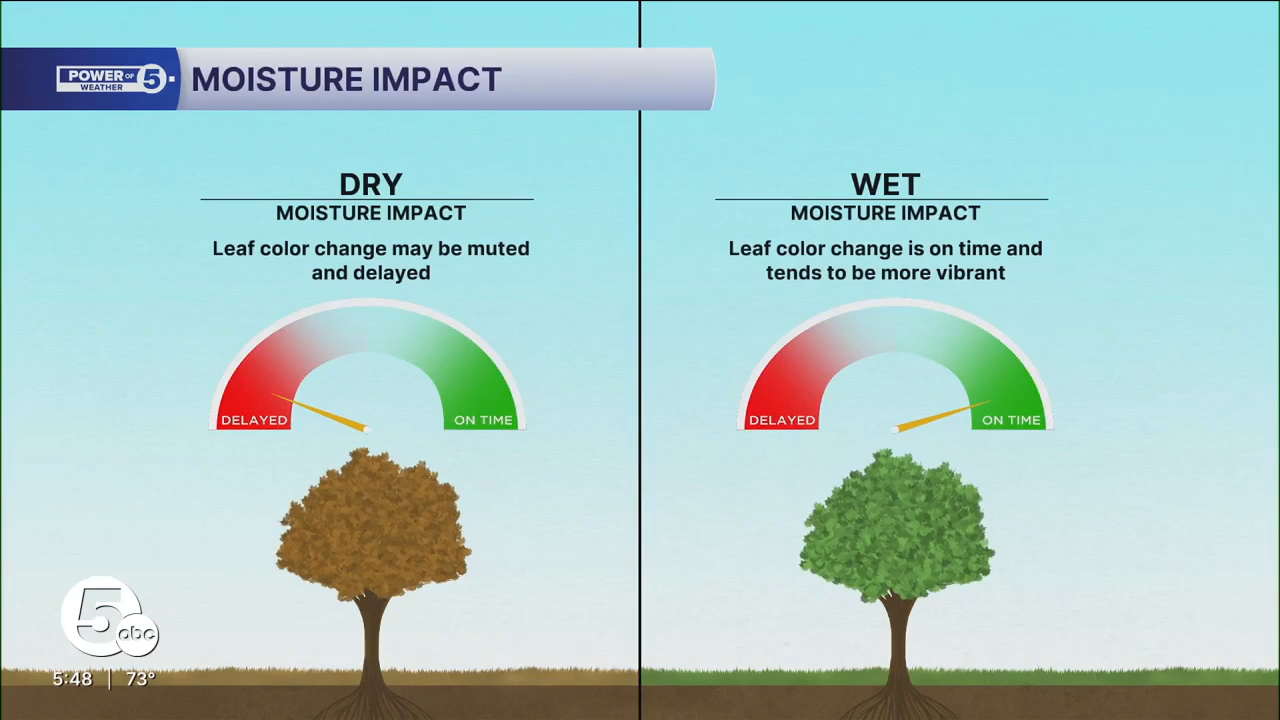 POWER OF 5
WEATHER
MOISTURE IMPACT
DRY
MOISTURE IMPACT
Leaf color change may be muted
and delayed
DELAYED
ON TIME
WET
MOISTURE IMPACT
Leaf color change is on time and
tends to be more vibrant
DELAYED
ON TIME
5
abc
5:48 | 73°